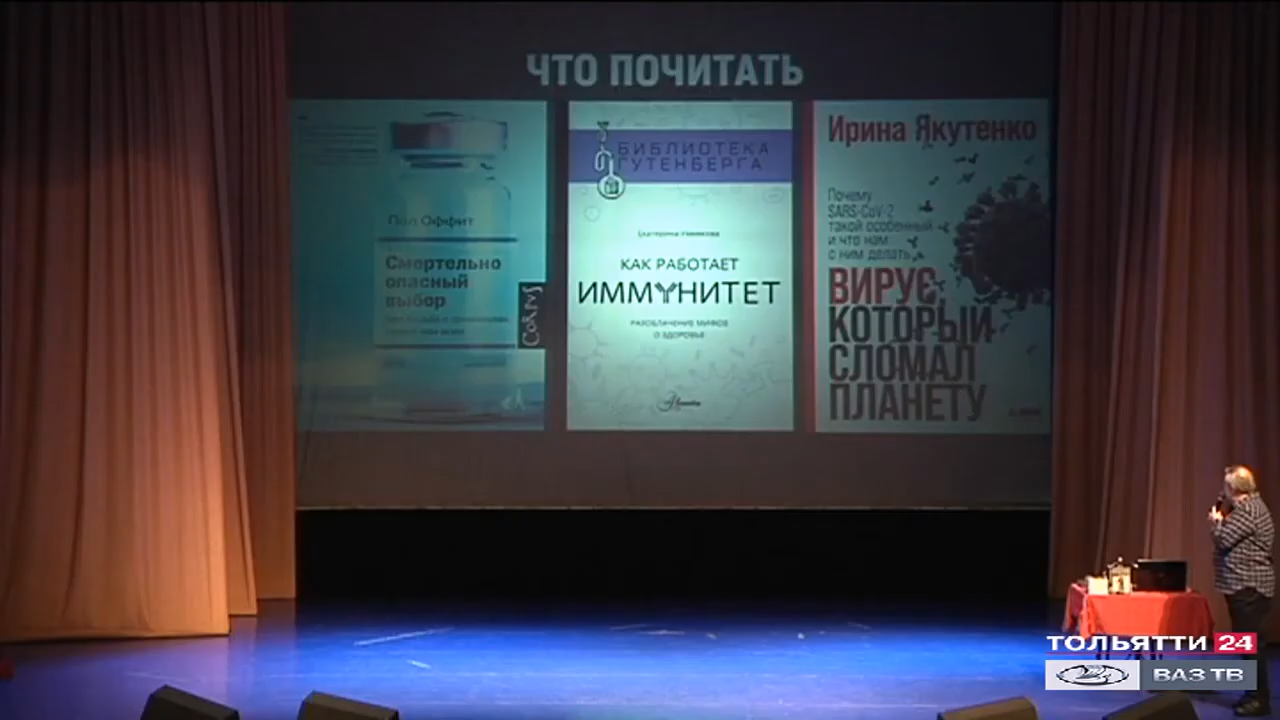 ЧТО ПОЧИТАТЬ
Пол Оффит
Смертельно
опасный
выбор
CORPUS
БИБЛИОТЕКА
ГУТЕНБЕРГА
Екатерина
КАК РАБОТАЕТ
ИММУНИТЕТ
РАЗОБЛАЧЕНИЕ МИФОВ
О ЗДОРОВЬЕ
Ирина Якутенко
Почему
SARS-CoV-2
такой особенный
и что нам
с ним делать
ВИРУС,
КОТОРЫЙ
СЛОМАЛ
ПЛАНЕТУ
ТОЛЬЯТТИ 24
ВАЗ ТВ